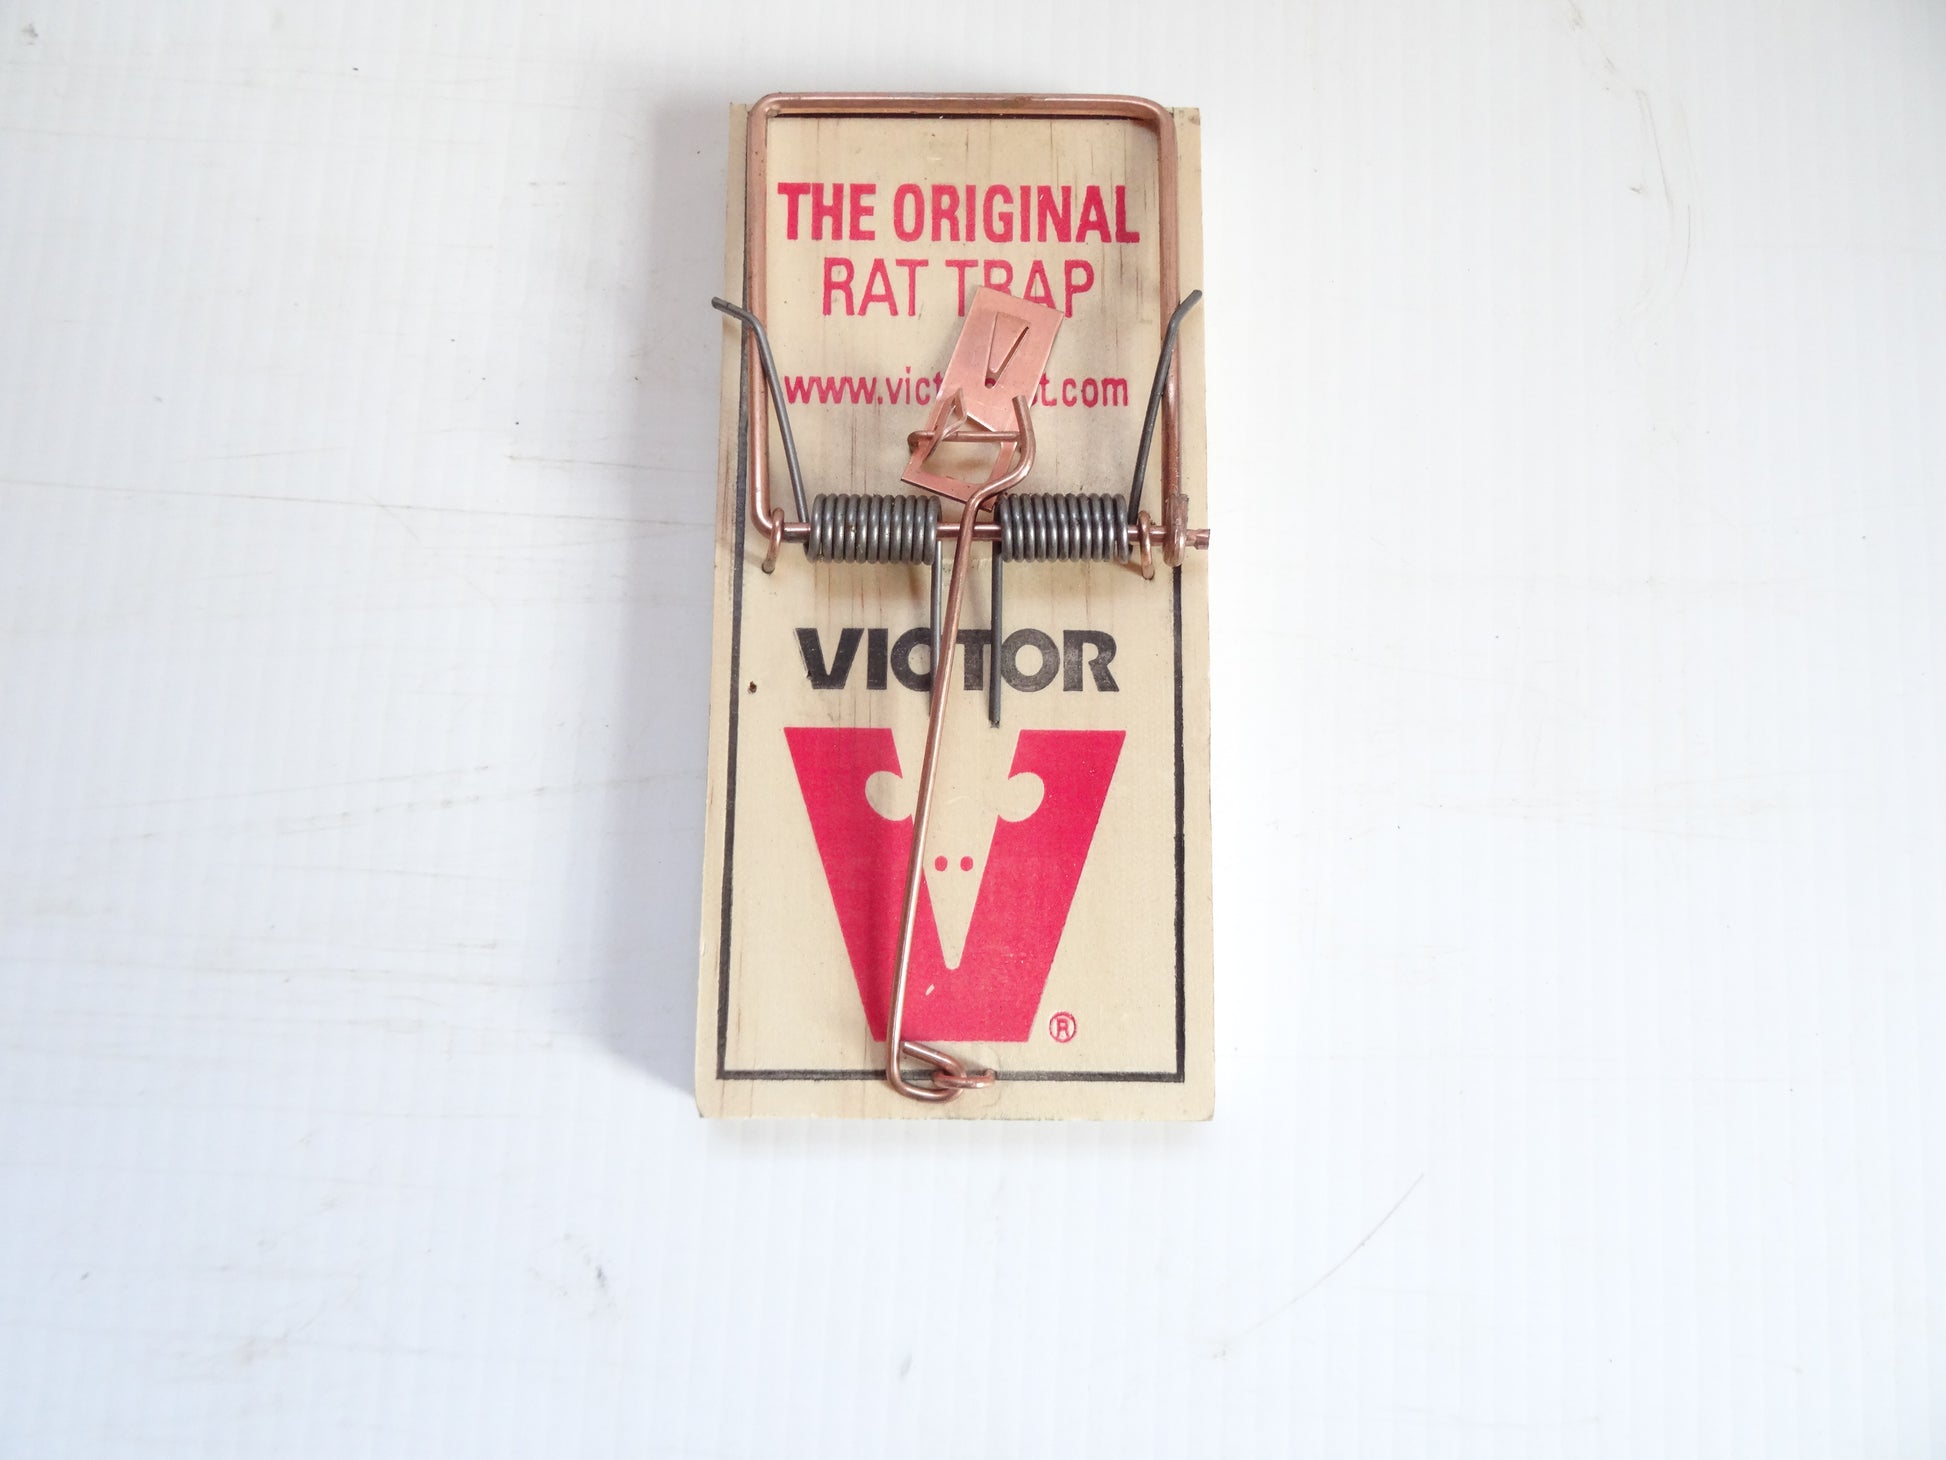 THE ORIGINAL
RAT TRAP
VICTOR
®